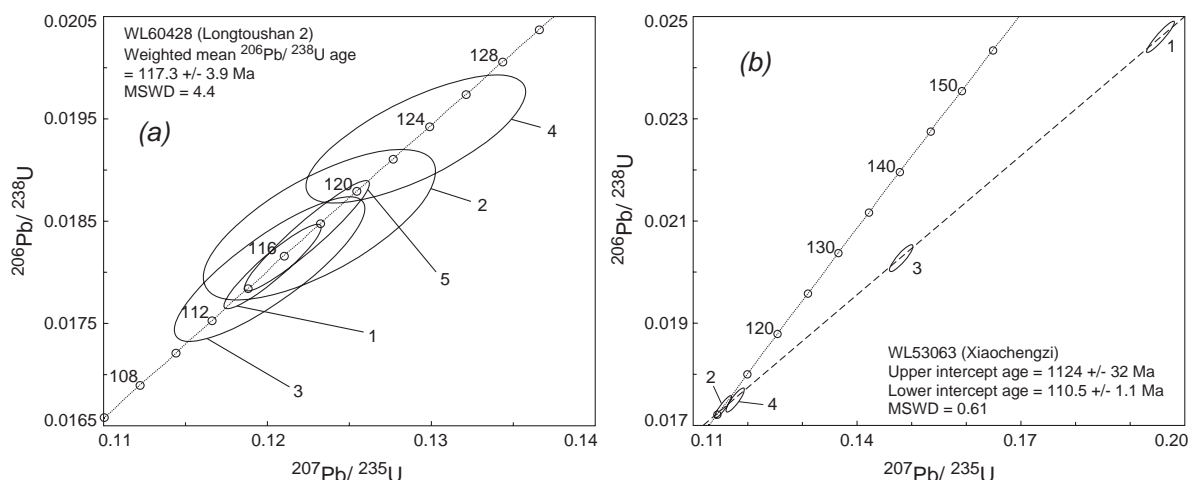 WL60428 (Longtoushan 2)
Weighted mean ²⁰⁶Pb/ ²³⁸U age
= 117.3 +/- 3.9 Ma
MSWD = 4.4
(a)
0.0205
0.0195
0.0185
0.0175
0.0165
²⁰⁶Pb/ ²³⁸U
128
124
120
116
112
108
4
2
5
1
3
0.11
0.12
0.13
0.14
²⁰⁷Pb/ ²³⁵U
(b)
0.025
0.023
0.021
0.019
0.017
²⁰⁶Pb/ ²³⁸U
150
140
130
120
1
3
2
4
WL53063 (Xiaochengzi)
Upper intercept age = 1124 +/- 32 Ma
Lower intercept age = 110.5 +/- 1.1 Ma
MSWD = 0.61
0.11
0.14
0.17
0.20
²⁰⁷Pb/ ²³⁵U